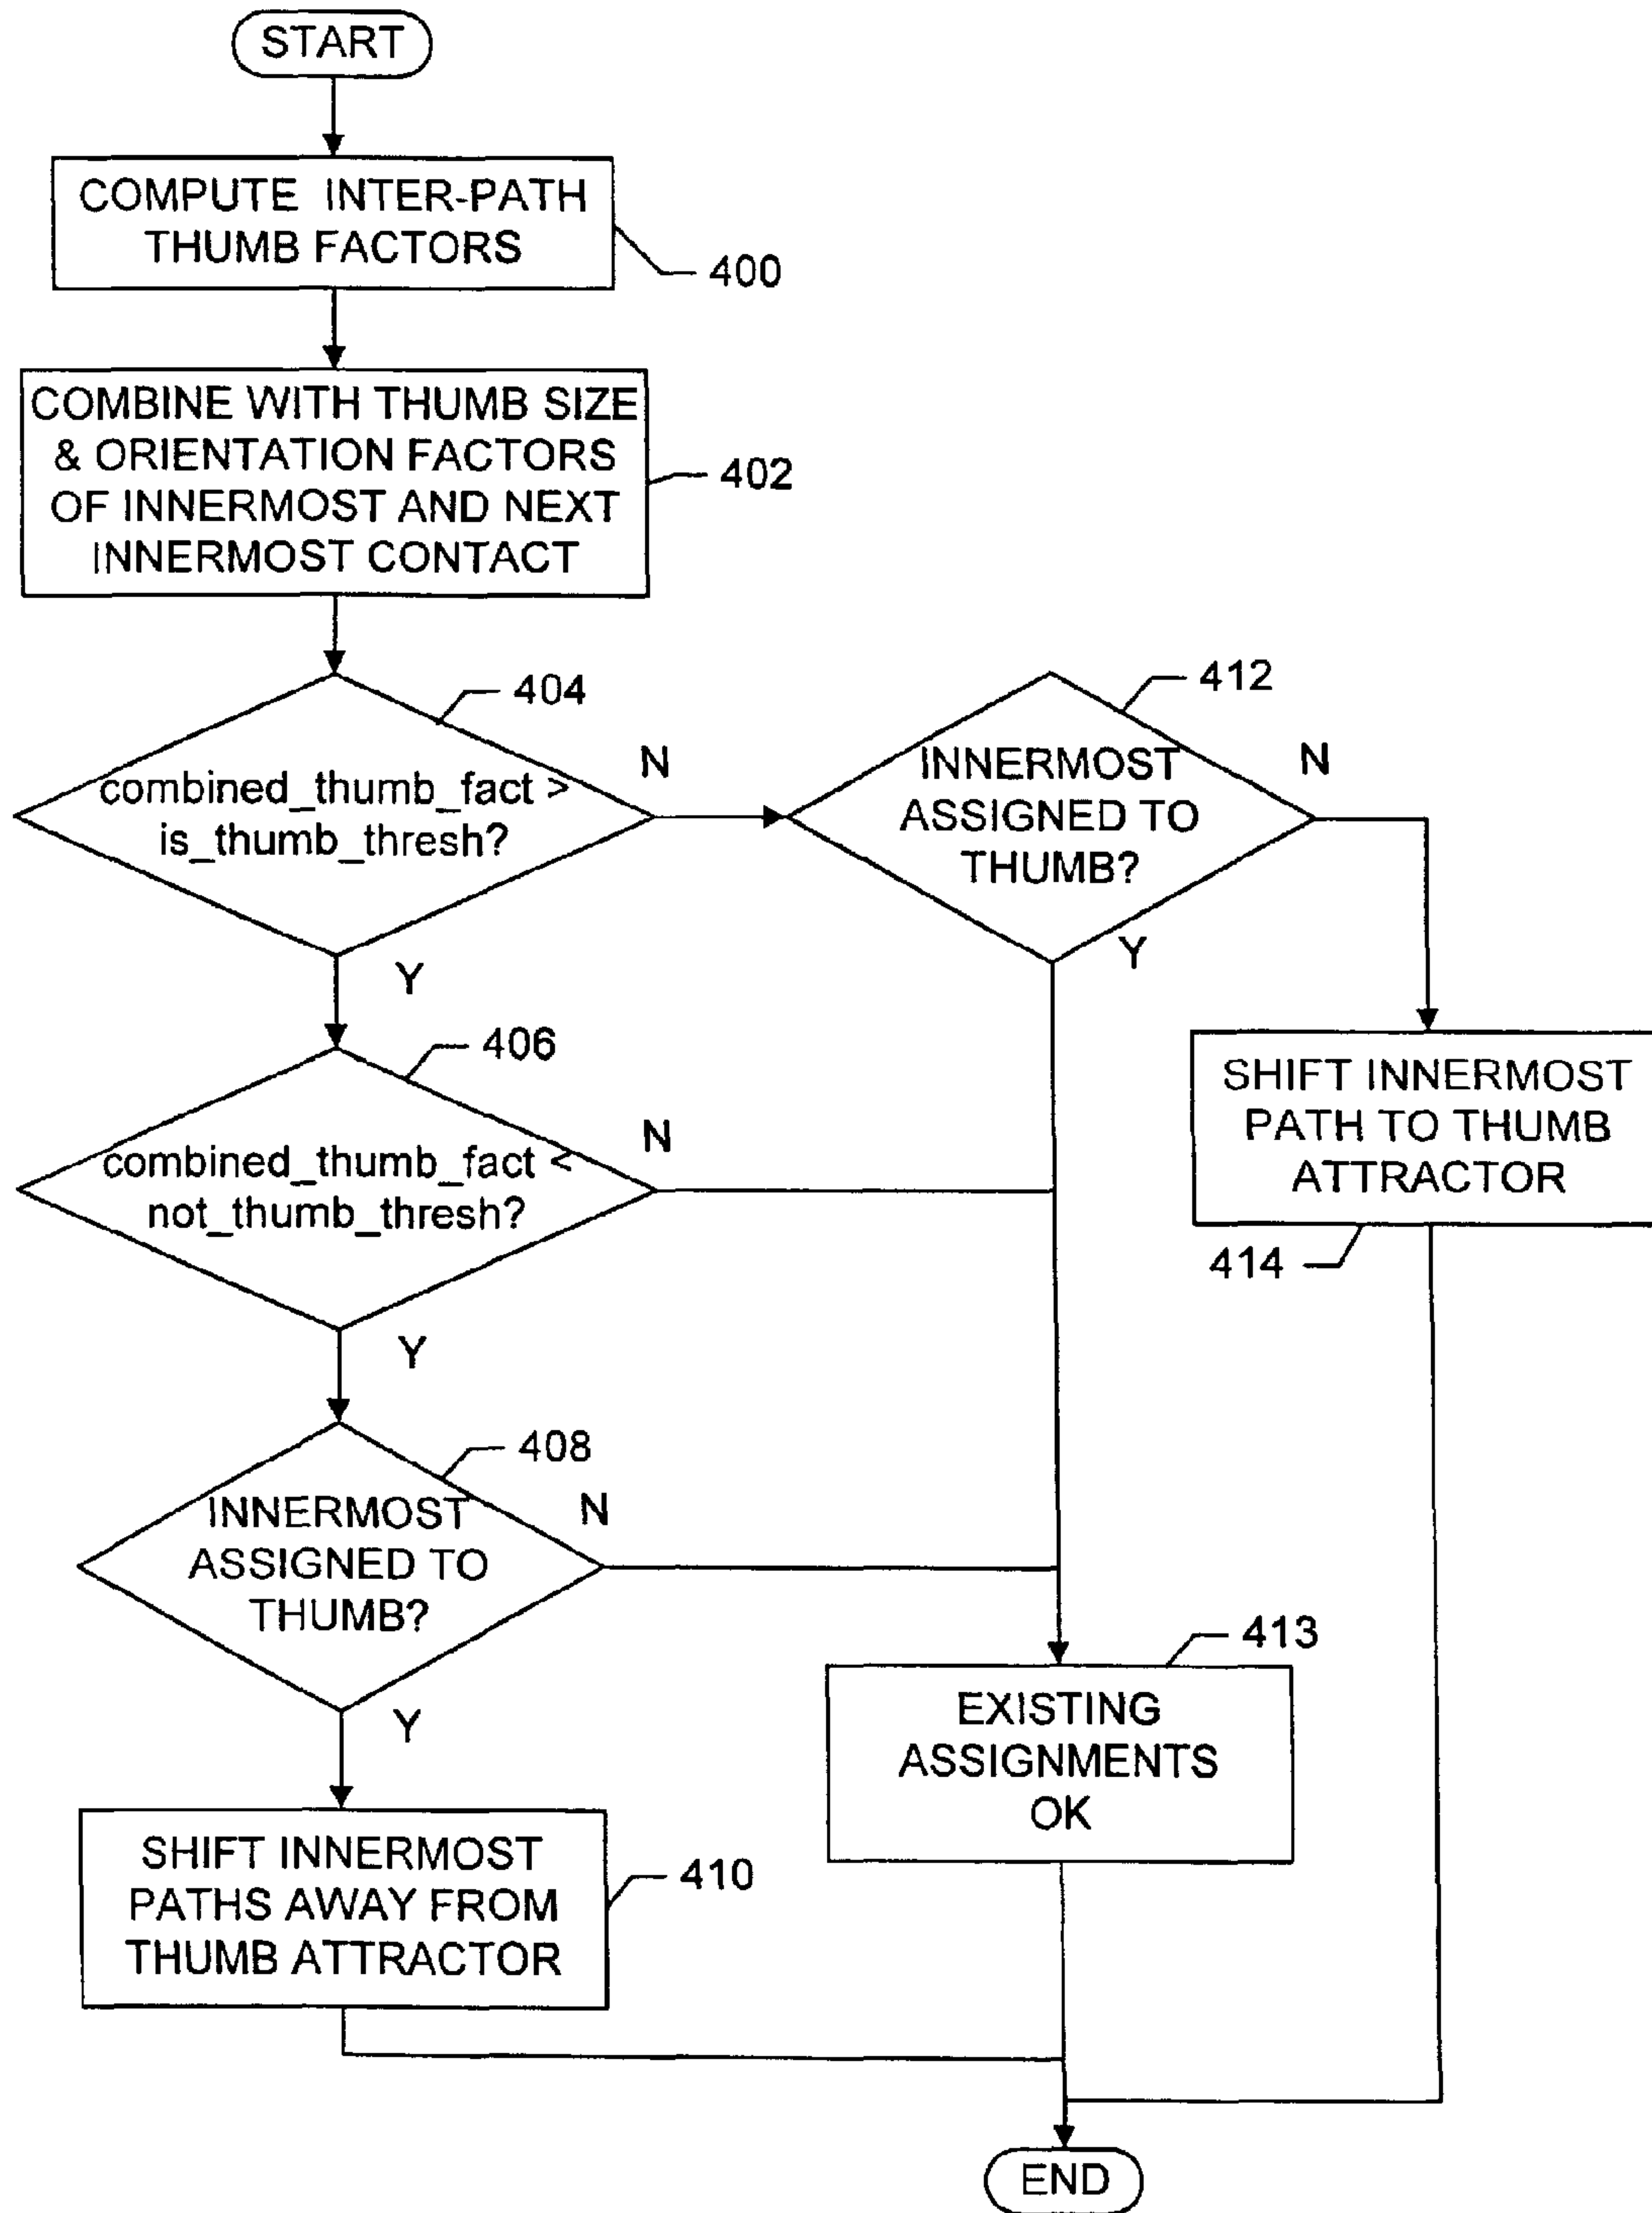 START
COMPUTE INTER-PATH
THUMB FACTORS
400
COMBINE WITH THUMB SIZE
& ORIENTATION FACTORS
OF INNERMOST AND NEXT
INNERMOST CONTACT
402
404
combined_thumb_fact >
is_thumb_thresh?
N
Y
412
INNERMOST
ASSIGNED TO
THUMB?
N
Y
406
combined_thumb_fact <
not_thumb_thresh?
N
Y
SHIFT INNERMOST
PATH TO THUMB
ATTRACTOR
414
408
INNERMOST
ASSIGNED TO
THUMB?
N
Y
413
EXISTING
ASSIGNMENTS
OK
SHIFT INNERMOST
PATHS AWAY FROM
THUMB ATTRACTOR
410
END